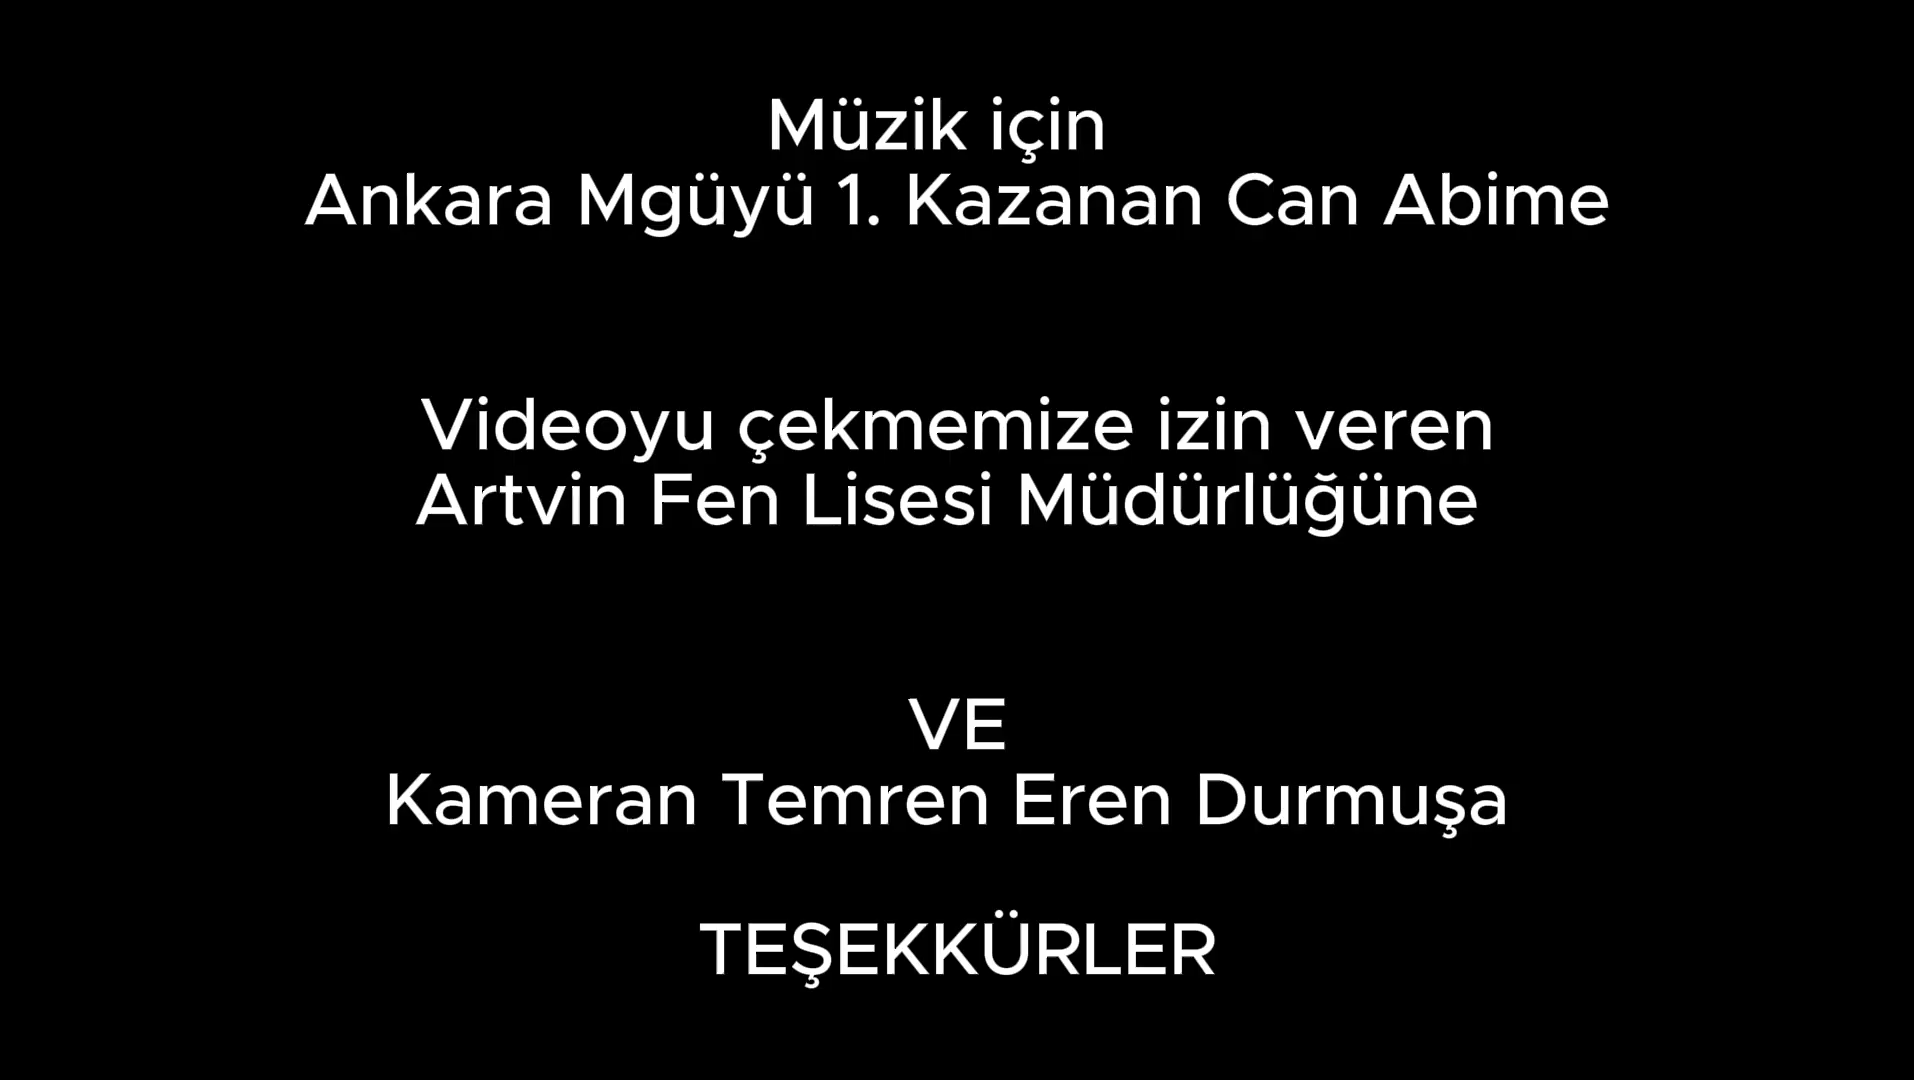 Müzik için
Ankara Mgüyü 1. Kazanan Can Abime
Videoyu çekmemize izin veren
Artvin Fen Lisesi Müdürlüğüne
VE
Kameran Temren Eren Durmuşa
TEŞEKKÜRLER